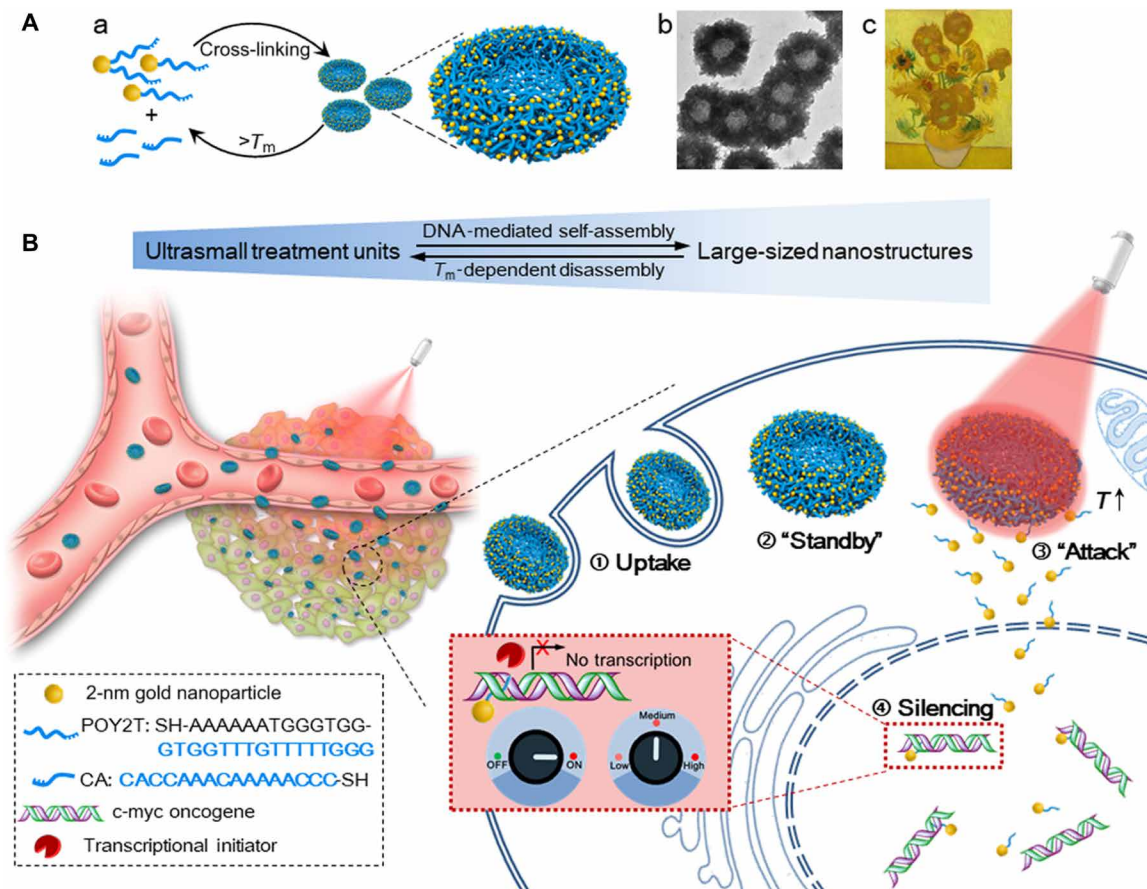 A
a
Cross-linking
+
>Tm
b
c
B
DNA-mediated self-assembly
Ultrasmall treatment units
Large-sized nanostructures
Tm-dependent disassembly
T↑
① Uptake
② “Standby”
③ “Attack”
No transcription
OFF
ON
Medium
Low
High
④ Silencing
2-nm gold nanoparticle
POY2T: SH-AAAAAATGGGTGG-
GTGGTTTGTTTTTGGG
CA: CACCAAACAAAAACCC-SH
c-myc oncogene
Transcriptional initiator